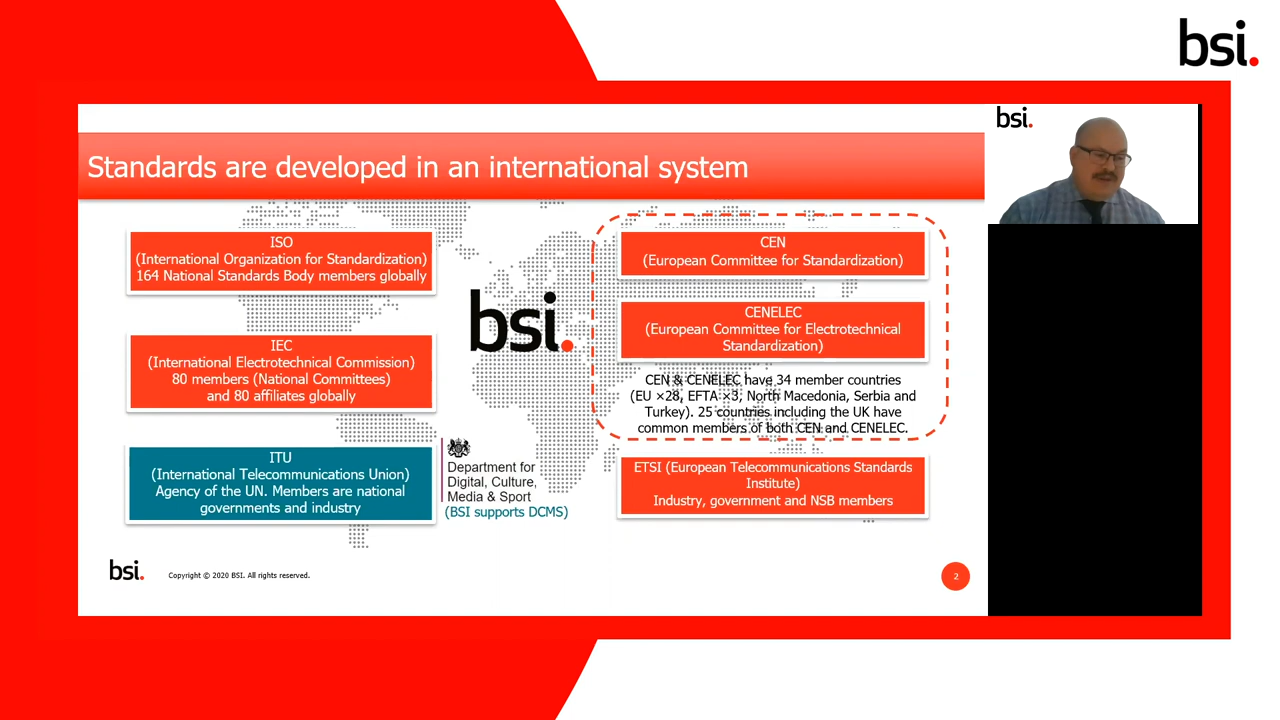 bsi.
bsi.
Standards are developed in an international system
ISO
(International Organization for Standardization)
164 National Standards Body members globally
IEC
(International Electrotechnical Commission)
80 members (National Committees)
and 80 affiliates globally
ITU
(International Telecommunications Union)
Agency of the UN. Members are national
governments and industry
bsi.
Department for
Digital, Culture,
Media & Sport
(BSI supports DCMS)
CEN
(European Committee for Standardization)
CENELEC
(European Committee for Electrotechnical
Standardization)
CEN & CENELEC have 34 member countries
(EU ×28, EFTA ×3, North Macedonia, Serbia and
Turkey). 25 countries including the UK have
common members of both CEN and CENELEC.
ETSI (European Telecommunications Standards
Institute)
Industry, government and NSB members
bsi.
Copyright © 2020 BSI. All rights reserved.
2